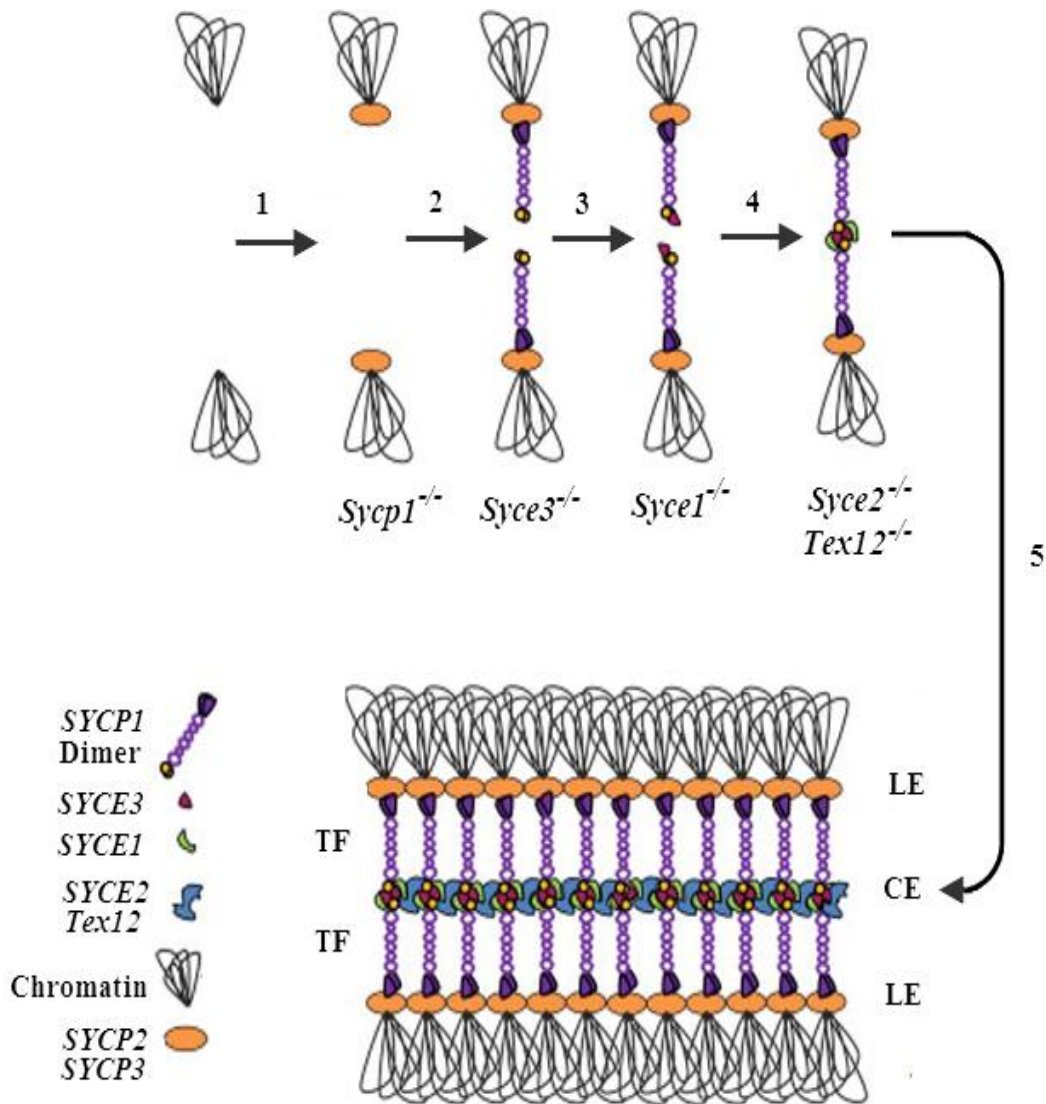 1
2
3
4
Sycp1-/-
Syce3-/-
Syce1-/-
Syce2-/-
Tex12-/-
5
SYCP1
Dimer
SYCE3
SYCE1
SYCE2
Tex12
Chromatin
SYCP2
SYCP3
LE
TF
CE
TF
LE